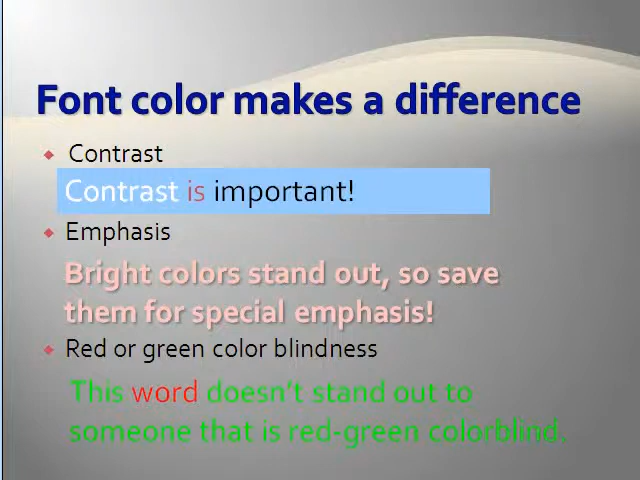 Font color makes a difference
Contrast
Contrast is important!
Emphasis
Bright colors stand out, so save
them for special emphasis!
Red or green color blindness
This word doesn't stand out to
someone that is red-green colorblind.